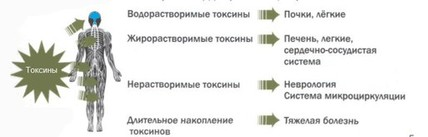 Водорастворимые токсины
Почки, лёгкие
Жирорастворимые токсины
Печень, легкие,
сердечно-сосудистая
система
Токсины
Нерастворимые токсины
Неврология
Система микроциркуляции
Длительное накопление
токсинов
Тяжелая болезнь